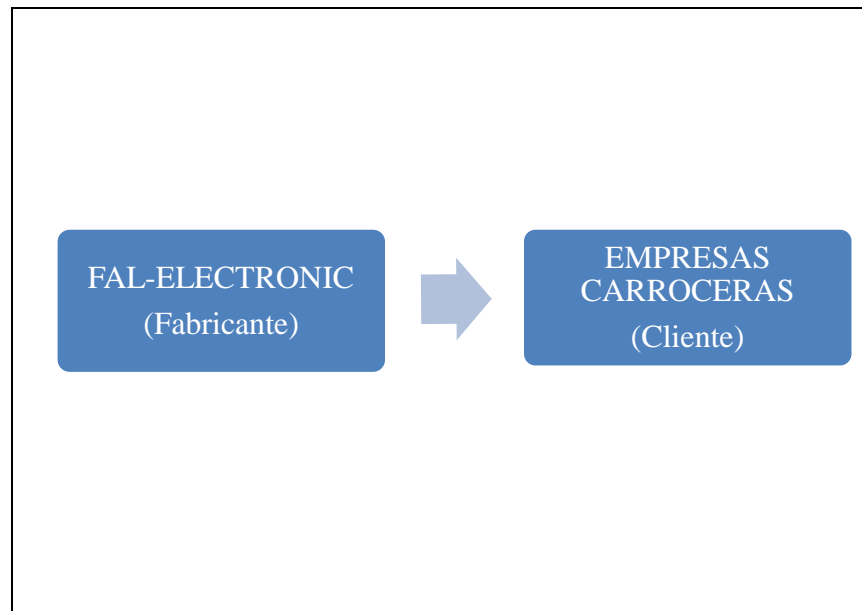 FAL-ELECTRONIC
(Fabricante)
EMPRESAS
CARROCERAS
(Cliente)